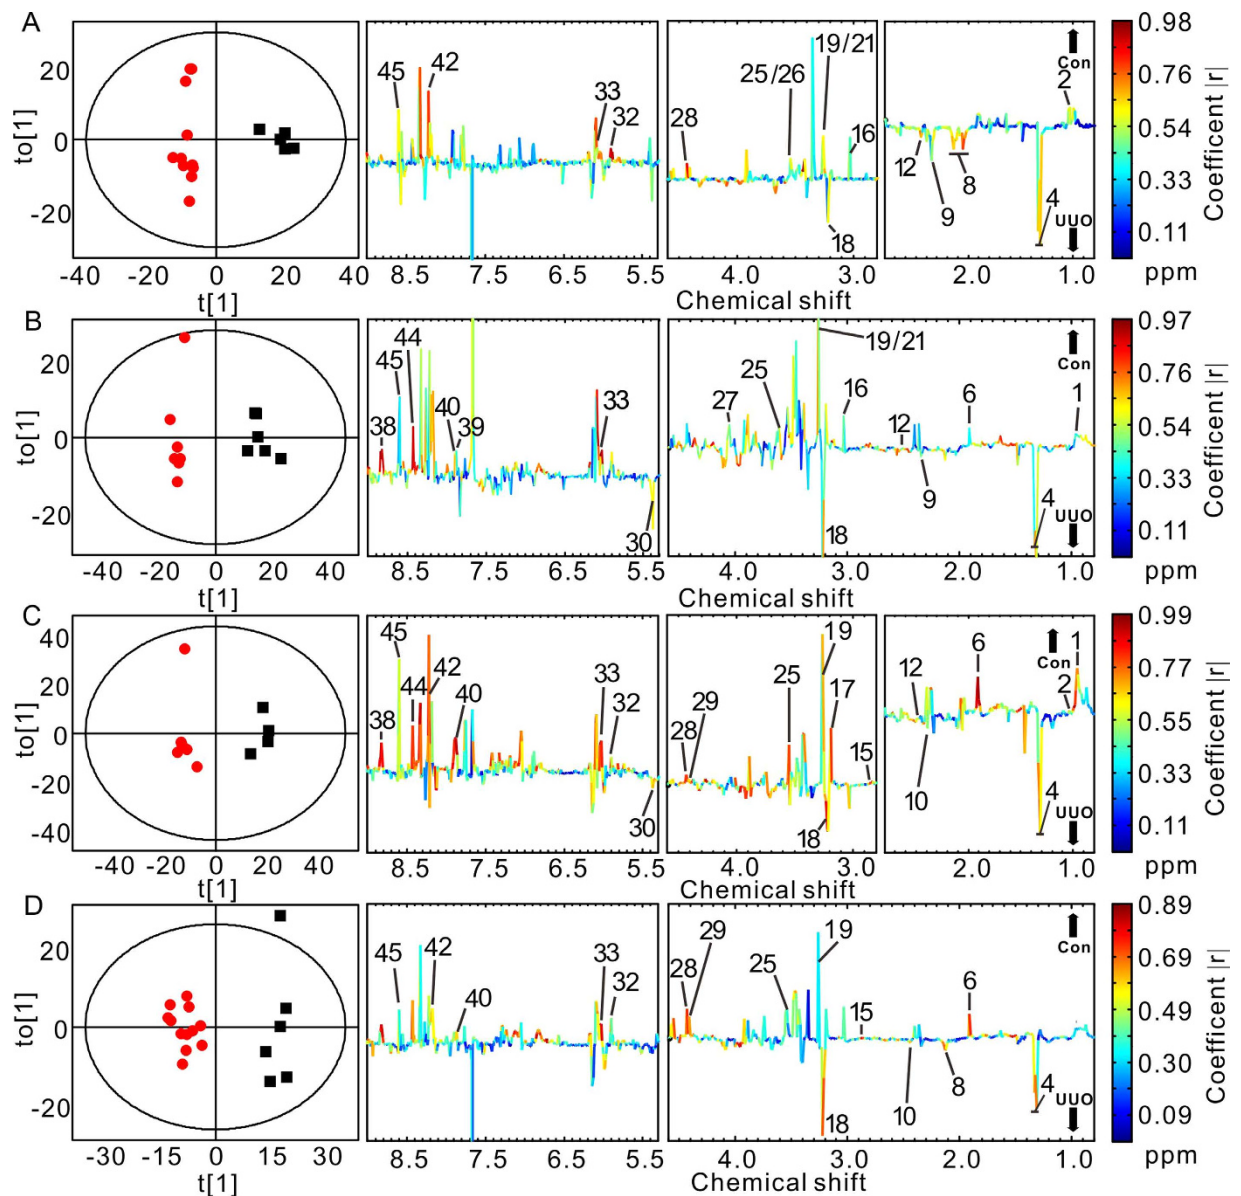 A
to[1]
20
0
-20
-40 -20 0 20 40
t[1]
45
42
33
32
8.5 7.5 6.5 5.5
28
25/26
19/21
16
18
4.0 3.0
Chemical shift
12
9
8
2
4
Con
UUO
2.0 1.0
ppm
0.98
0.76
0.54
0.33
0.11
Coefficent |r|
B
to[1]
20
0
-20
-40 -20 0 20 40
t[1]
38
45
44
40
39
33
30
8.5 7.5 6.5 5.5
27
25
19/21
16
18
12
9
6
1
4
Con
UUO
4.0 3.0 2.0 1.0
Chemical shift
ppm
0.97
0.76
0.54
0.33
0.11
Coefficent |r|
C
to[1]
40
20
0
-20
-40
-40 -20 0 20 40
t[1]
45
38
44
42
40
33
32
30
8.5 7.5 6.5 5.5
28
29
25
19
17
15
18
4.0 3.0
Chemical shift
12
10
6
2
1
4
Con
UUO
2.0 1.0
ppm
0.99
0.77
0.55
0.33
0.11
Coefficent |r|
D
to[1]
20
0
-20
-30 -15 0 15 30
t[1]
45
42
40
33
32
8.5 7.5 6.5 5.5
28
29
25
19
15
18
10
8
6
4
Con
UUO
4.0 3.0 2.0 1.0
Chemical shift
ppm
0.89
0.69
0.50
0.30
0.09
Coefficent |r|